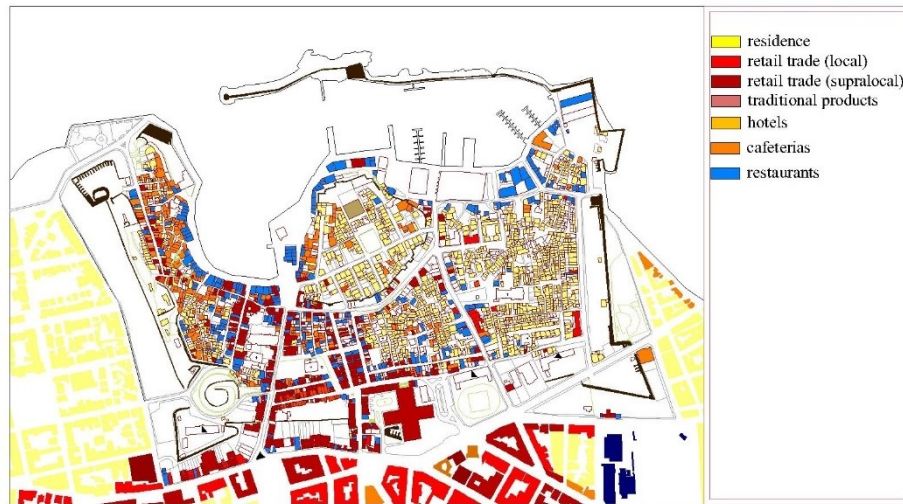 residence
retail trade (local)
retail trade (supralocal)
traditional products
hotels
cafeterias
restaurants